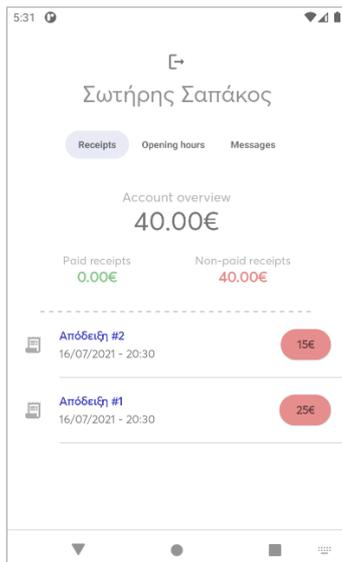 5:31
Σωτήρης Σαπάκος
Receipts Opening hours Messages
Account overview
40.00€
Paid receipts Non-paid receipts
0.00€ 40.00€
Απόδειξη #2
16/07/2021 - 20:30
15€
Απόδειξη #1
16/07/2021 - 20:30
25€